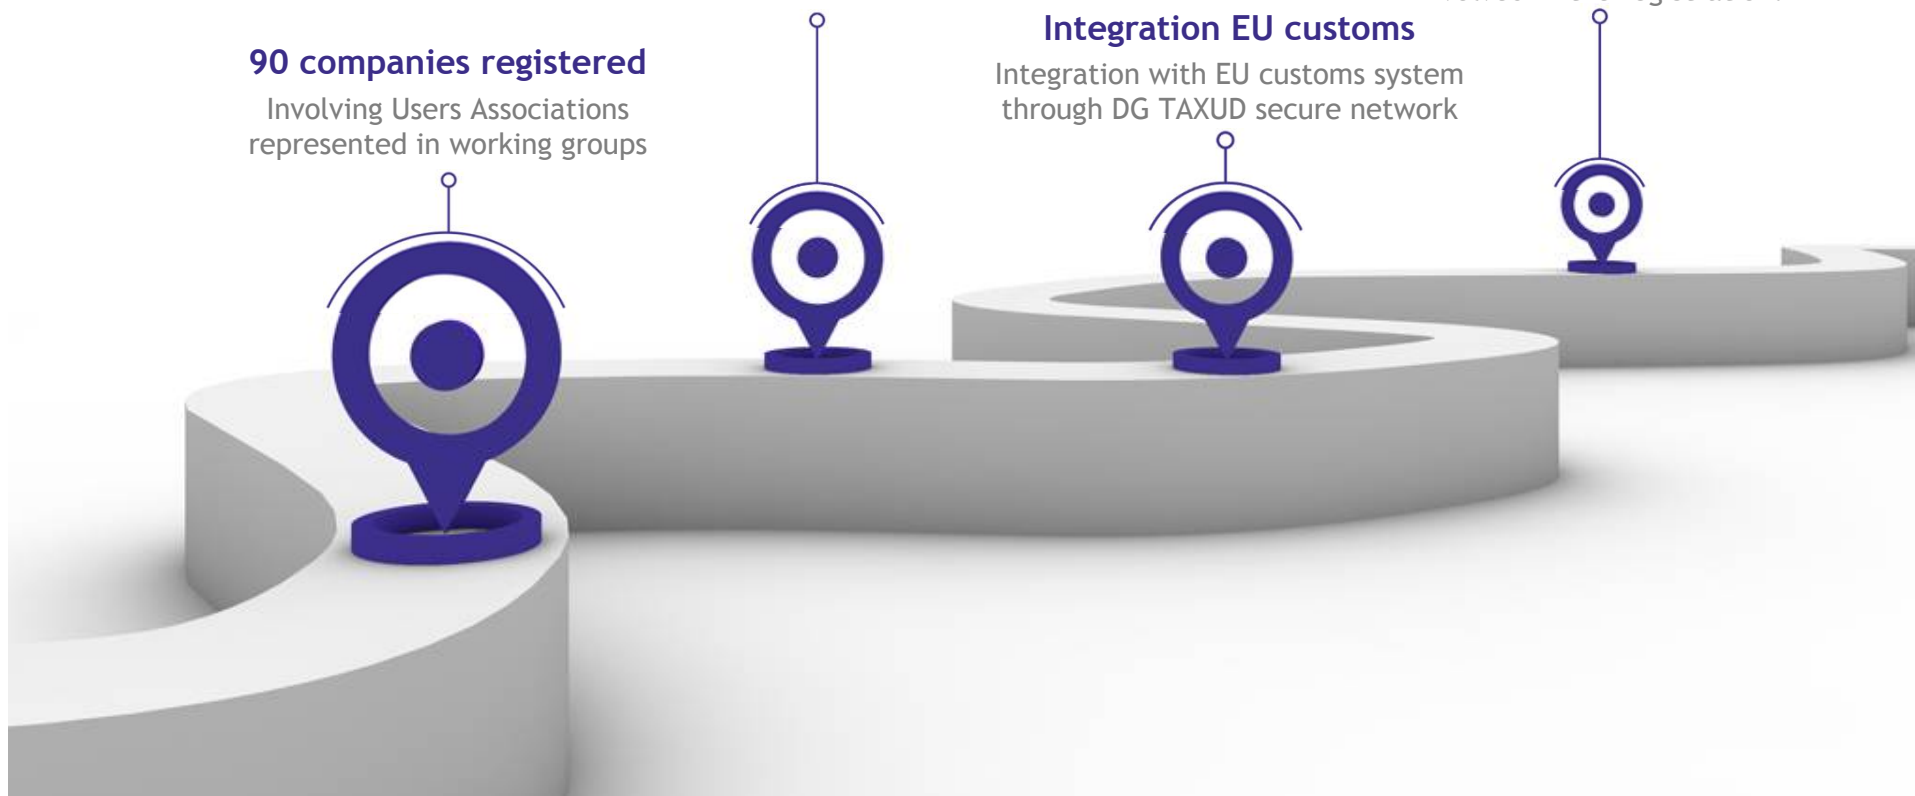 90 companies registered
Involving Users Associations
represented in working groups
Integration EU customs
Integration with EU customs system
through DG TAXUD secure network